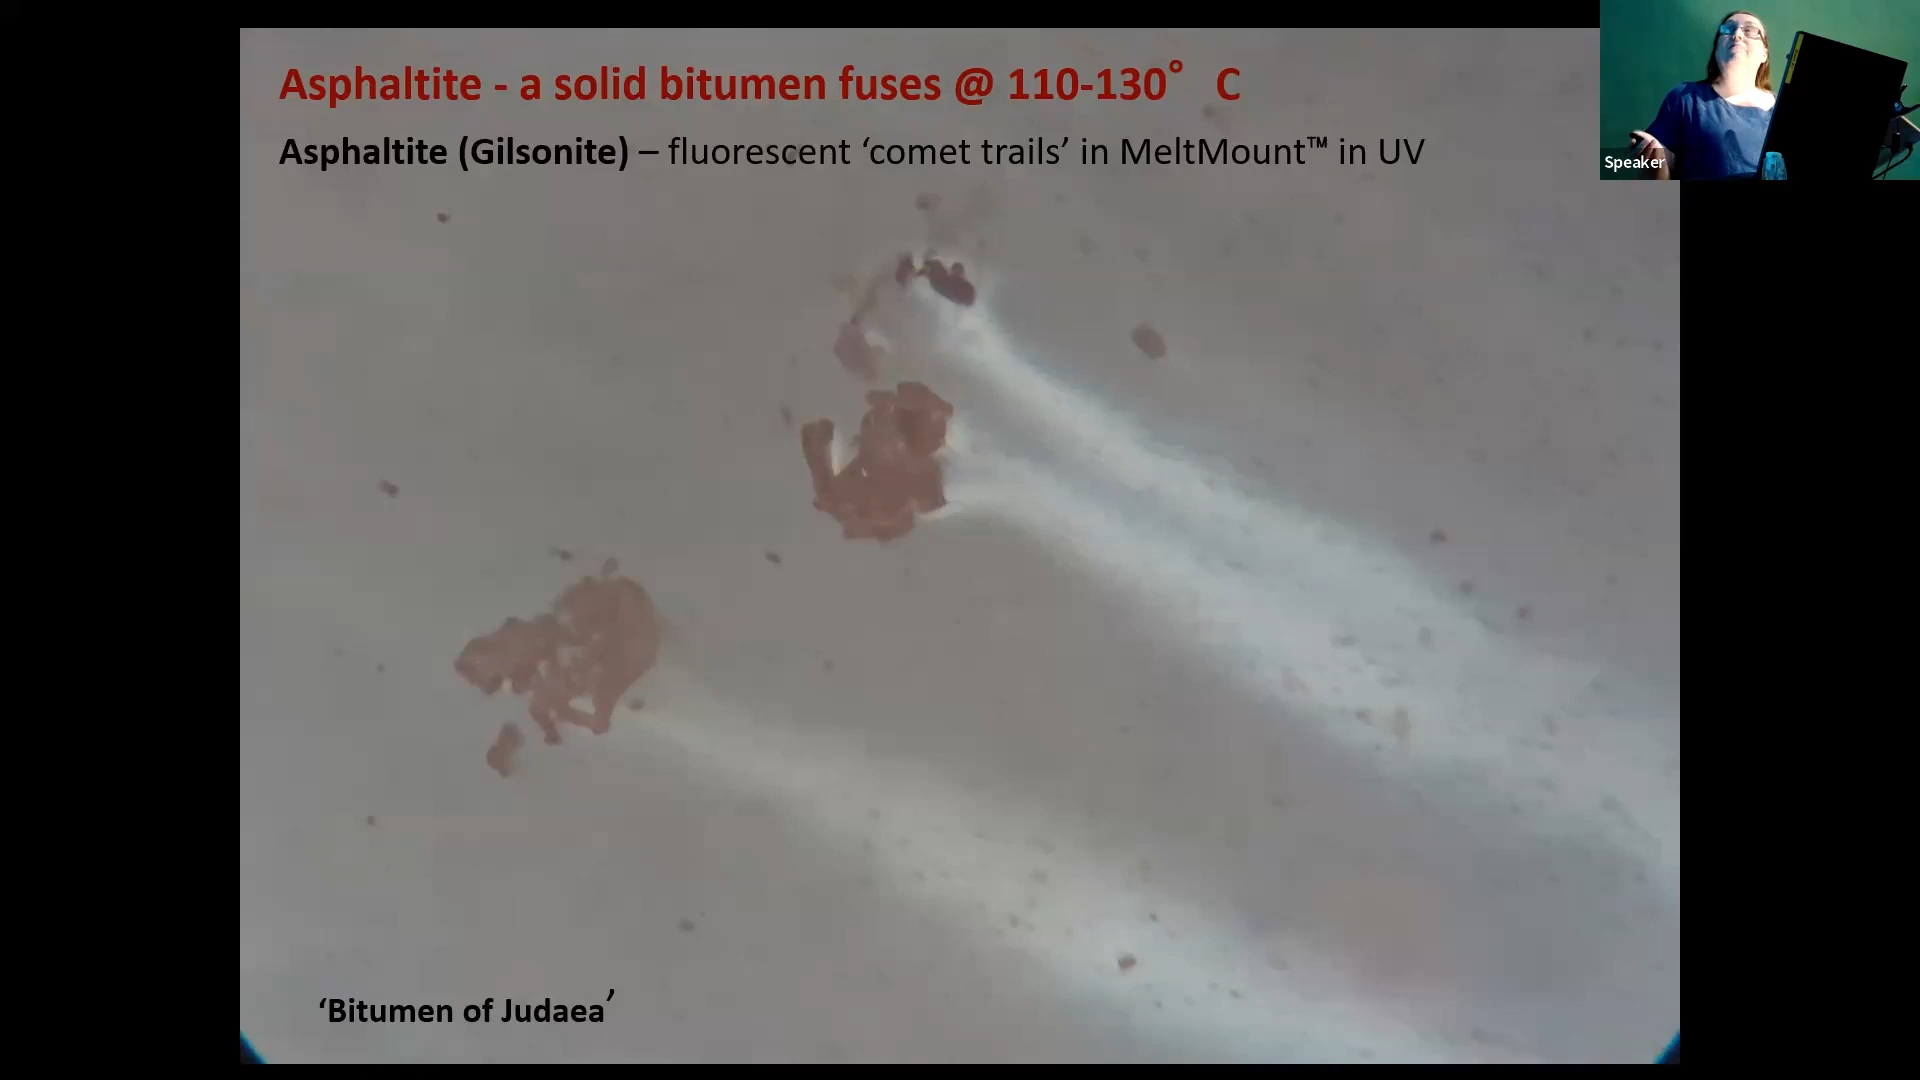 Asphaltite - a solid bitumen fuses @ 110-130° C
Asphaltite (Gilsonite) – fluorescent ‘comet trails’ in MeltMount™ in UV
Speaker
‘Bitumen of Judaea’